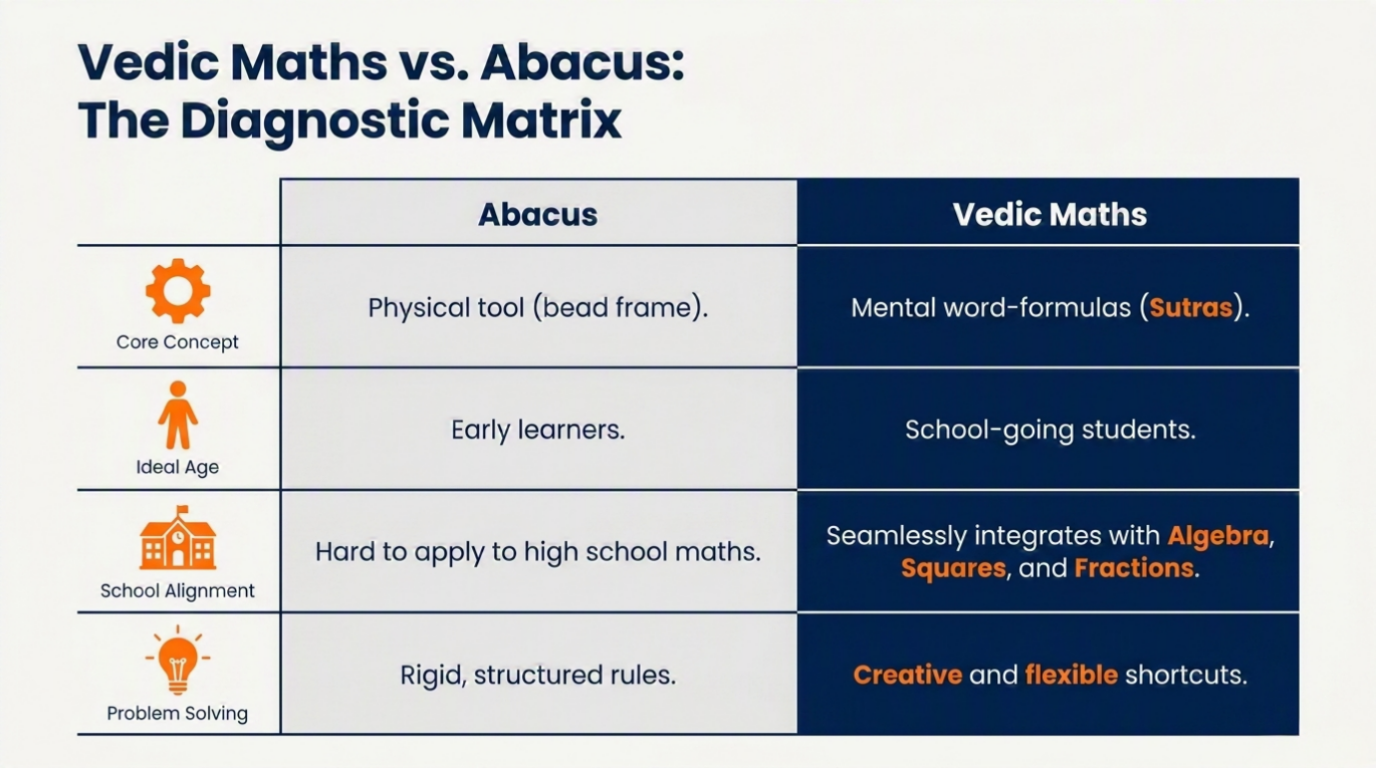 Vedic Maths vs. Abacus:
The Diagnostic Matrix
Abacus
Vedic Maths
Core Concept
Physical tool (bead frame).
Mental word-formulas (Sutras).
Ideal Age
Early learners.
School-going students.
School Alignment
Hard to apply to high school maths.
Seamlessly integrates with Algebra,
Squares, and Fractions.
Problem Solving
Rigid, structured rules.
Creative and flexible shortcuts.